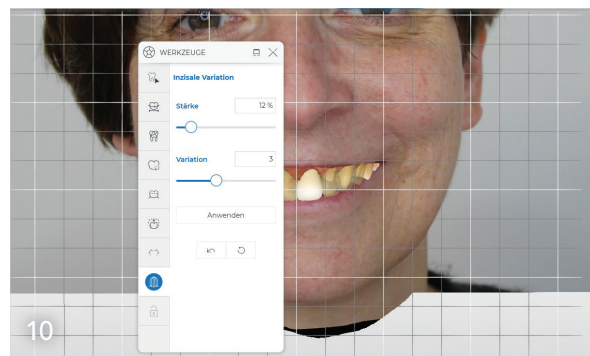 WERKZEUGE
Inzisale Variation
Stärke 12 %
Variation 3
Anwenden
10